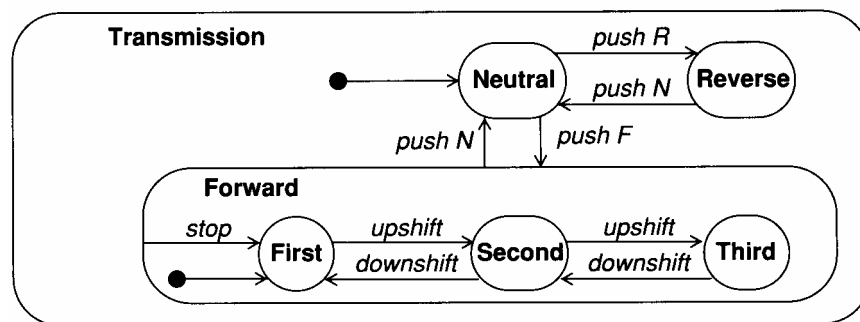 Transmission
push R
Neutral
Reverse
push N
push N
push F
Forward
stop
upshift
upshift
First
Second
Third
downshift
downshift